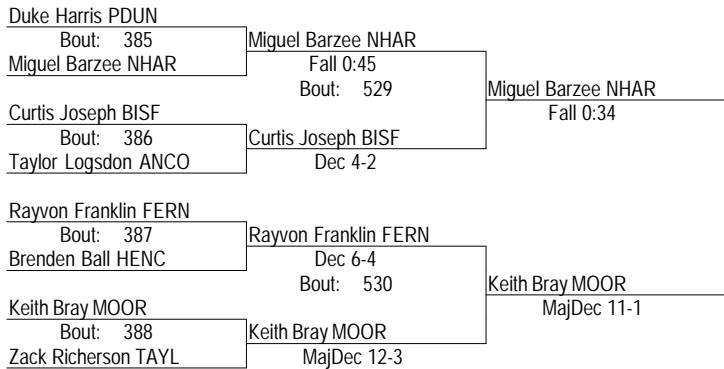 Duke Harris PDUN
Bout: 385
Miguel Barzee NHAR
Miguel Barzee NHAR
Fall 0:45
Bout: 529
Miguel Barzee NHAR
Fall 0:34
Curtis Joseph BISF
Bout: 386
Taylor Logsdon ANCO
Curtis Joseph BISF
Dec 4-2
Rayvon Franklin FERN
Bout: 387
Brenden Ball HENC
Rayvon Franklin FERN
Dec 6-4
Bout: 530
Keith Bray MOOR
MajDec 11-1
Keith Bray MOOR
Bout: 388
Zack Richerson TAYL
Keith Bray MOOR
MajDec 12-3